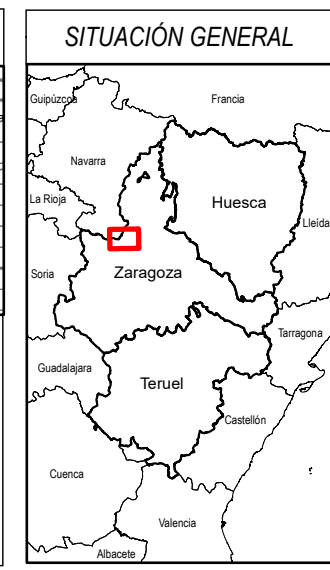 SITUACIÓN GENERAL
Guipúzcoa
Francia
Navarra
La Rioja
Huesca
Lleida
Soria
Zaragoza
Tarragona
Guadalajara
Teruel
Castellón
Cuenca
Valencia
Albacete